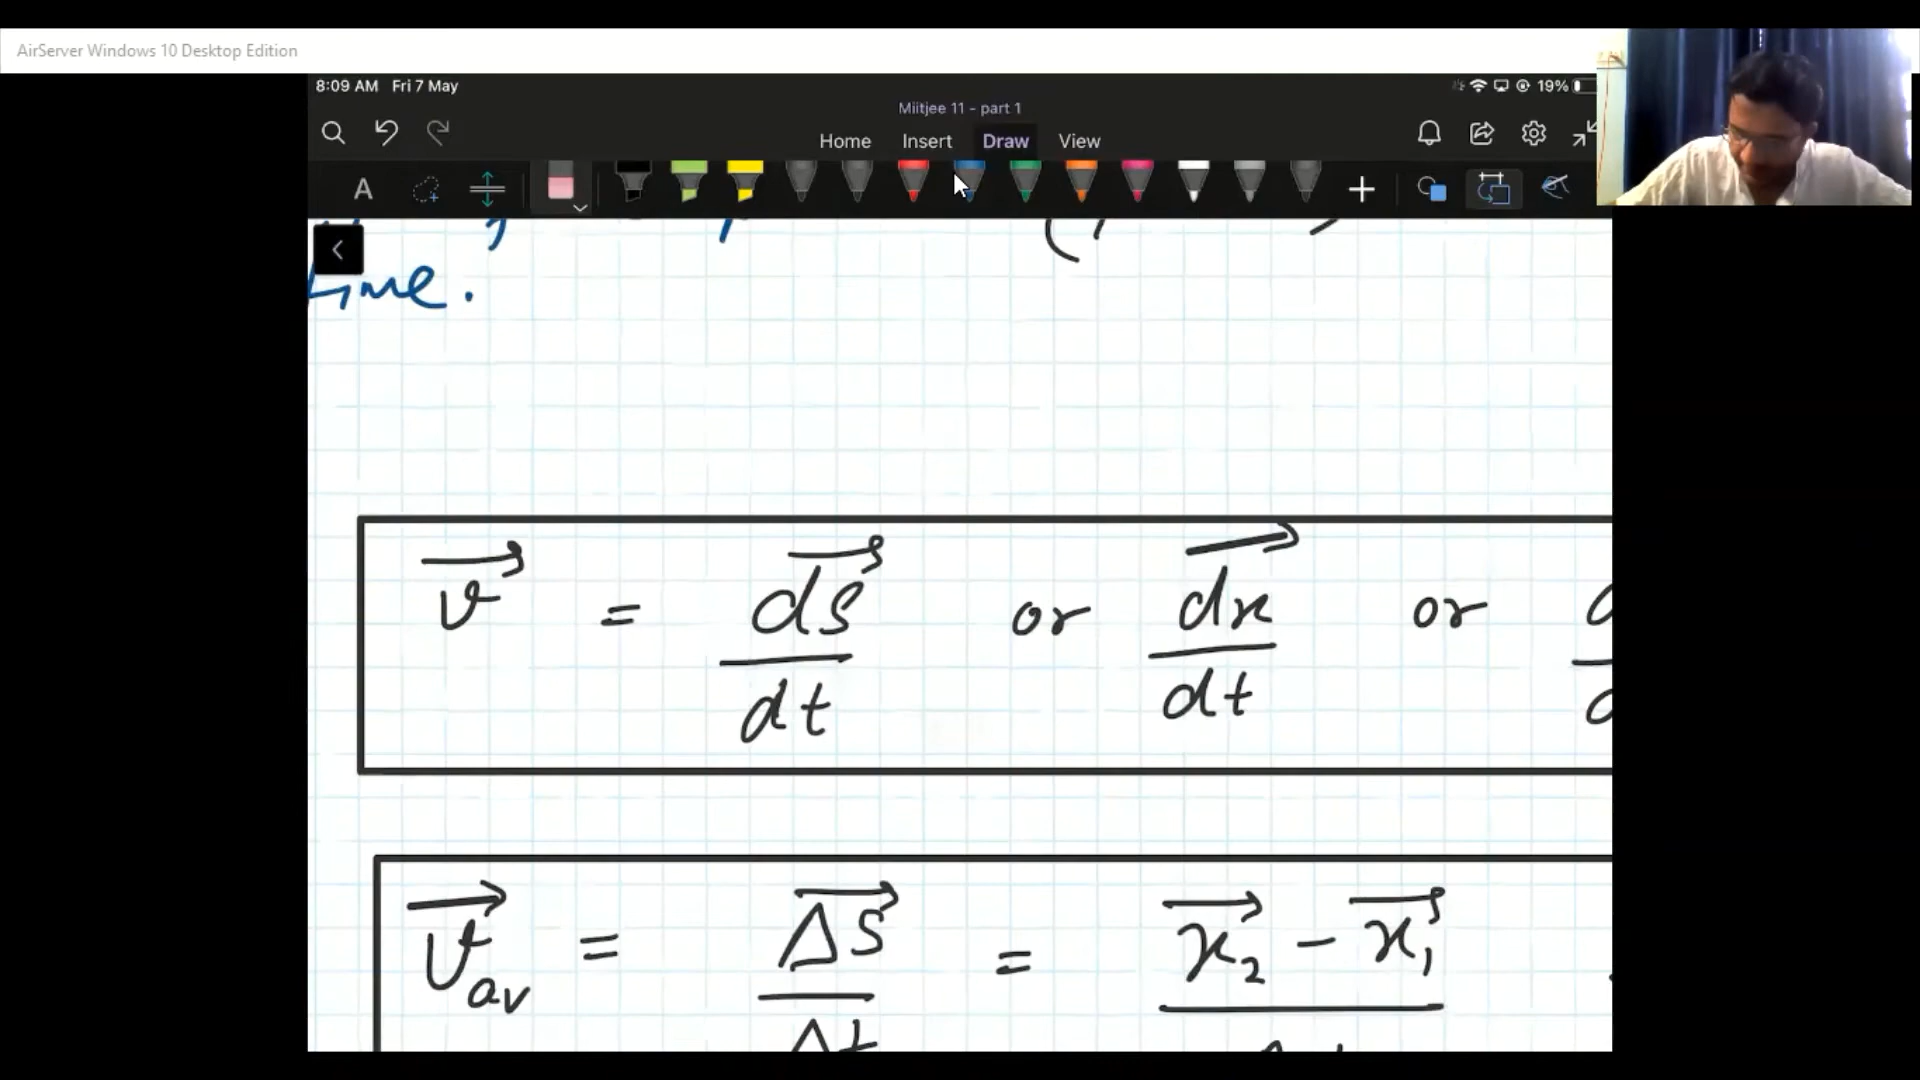 AirServer Windows 10 Desktop Edition
8:09 AM Fri 7 May
19%
Miitjee 11 - part 1
Home Insert Draw View
A
time.
v⃗ = ds⃗/dt or dx⃗/dt or
v⃗av = Δs⃗/Δt = x⃗₂ - x⃗₁